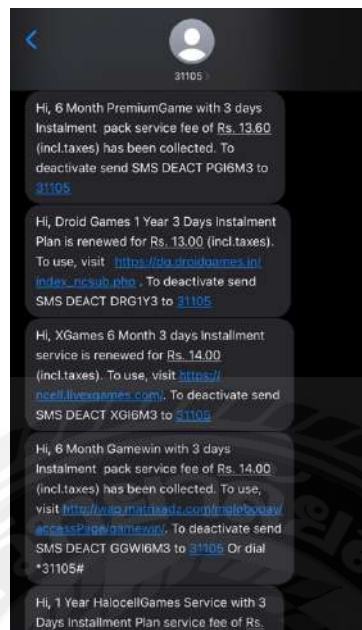 31105 >
Hi, 6 Month PremiumGame with 3 days
Instalment pack service fee of Rs. 13.60
(incl.taxes) has been collected. To
deactivate send SMS DEACT PGI6M3 to
31105
Hi, Droid Games 1 Year 3 Days Instalment
Plan is renewed for Rs. 13.00 (incl.taxes).
To use, visit https://dg.droidgames.in/
index_ncsub.php . To deactivate send
SMS DEACT DRG1Y3 to 31105
Hi, XGames 6 Month 3 days Installment
service is renewed for Rs. 14.00
(incl.taxes). To use, visit https://
ncell.livexgames.com/. To deactivate send
SMS DEACT XGI6M3 to 31105
Hi, 6 Month Gamewin with 3 days
Instalment pack service fee of Rs. 14.00
(incl.taxes) has been collected. To use,
visit http://wap.matrixadz.com/mglobopay/
accessPage/gamewin/. To deactivate send
SMS DEACT GGWI6M3 to 31105 Or dial
*31105#
Hi, 1 Year HalocellGames Service with 3
Days Installment Plan service fee of Rs.